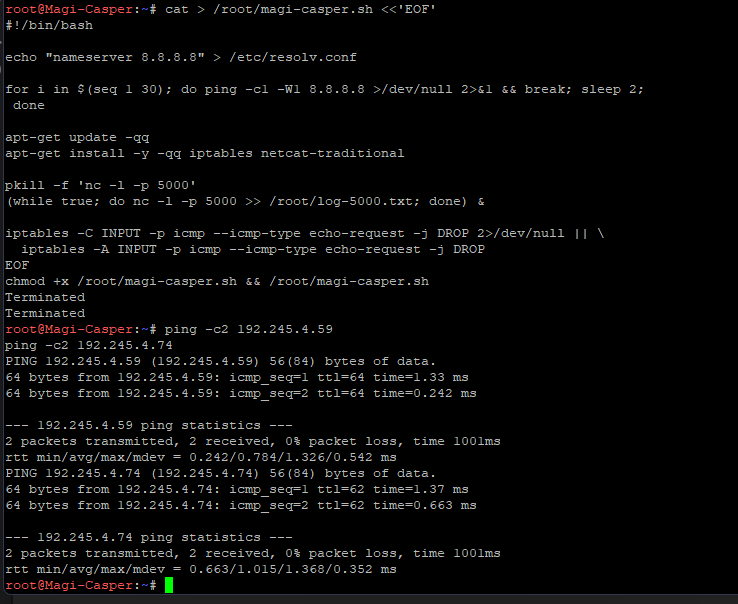 root@Magi-Casper:~# cat > /root/magi-casper.sh <<'EOF'
#!/bin/bash
echo "nameserver 8.8.8.8" > /etc/resolv.conf
for i in $(seq 1 30); do ping -c1 -W1 8.8.8.8 >/dev/null 2>&1 && break; sleep 2;
 done
apt-get update -qq
apt-get install -y -qq iptables netcat-traditional
pkill -f 'nc -l -p 5000'
(while true; do nc -l -p 5000 >> /root/log-5000.txt; done) &
iptables -C INPUT -p icmp --icmp-type echo-request -j DROP 2>/dev/null || \
  iptables -A INPUT -p icmp --icmp-type echo-request -j DROP
EOF
chmod +x /root/magi-casper.sh && /root/magi-casper.sh
Terminated
Terminated
root@Magi-Casper:~# ping -c2 192.245.4.59
ping -c2 192.245.4.74
PING 192.245.4.59 (192.245.4.59) 56(84) bytes of data.
64 bytes from 192.245.4.59: icmp_seq=1 ttl=64 time=1.33 ms
64 bytes from 192.245.4.59: icmp_seq=2 ttl=64 time=0.242 ms
--- 192.245.4.59 ping statistics ---
2 packets transmitted, 2 received, 0% packet loss, time 1001ms
rtt min/avg/max/mdev = 0.242/0.784/1.326/0.542 ms
PING 192.245.4.74 (192.245.4.74) 56(84) bytes of data.
64 bytes from 192.245.4.74: icmp_seq=1 ttl=62 time=1.37 ms
64 bytes from 192.245.4.74: icmp_seq=2 ttl=62 time=0.663 ms
--- 192.245.4.74 ping statistics ---
2 packets transmitted, 2 received, 0% packet loss, time 1001ms
rtt min/avg/max/mdev = 0.663/1.015/1.368/0.352 ms
root@Magi-Casper:~#